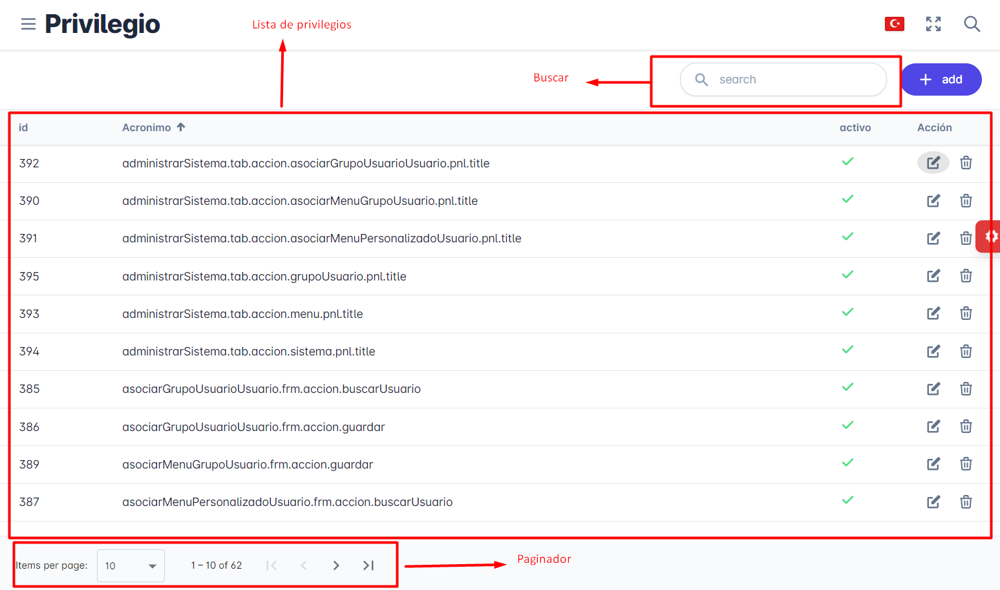 Privilegio
Lista de privilegios
Buscar
search
add
id Acronimo activo Acción
392 administrarSistema.tab.accion.asociarGrupoUsuarioUsuario.pnl.title
390 administrarSistema.tab.accion.asociarMenuGrupoUsuario.pnl.title
391 administrarSistema.tab.accion.asociarMenuPersonalizadoUsuario.pnl.title
395 administrarSistema.tab.accion.grupoUsuario.pnl.title
393 administrarSistema.tab.accion.menu.pnl.title
394 administrarSistema.tab.accion.sistema.pnl.title
385 asociarGrupoUsuarioUsuario.frm.accion.buscarUsuario
386 asociarGrupoUsuarioUsuario.frm.accion.guardar
389 asociarMenuGrupoUsuario.frm.accion.guardar
387 asociarMenuPersonalizadoUsuario.frm.accion.buscarUsuario
Items per page: 10 1 – 10 of 62
Paginador